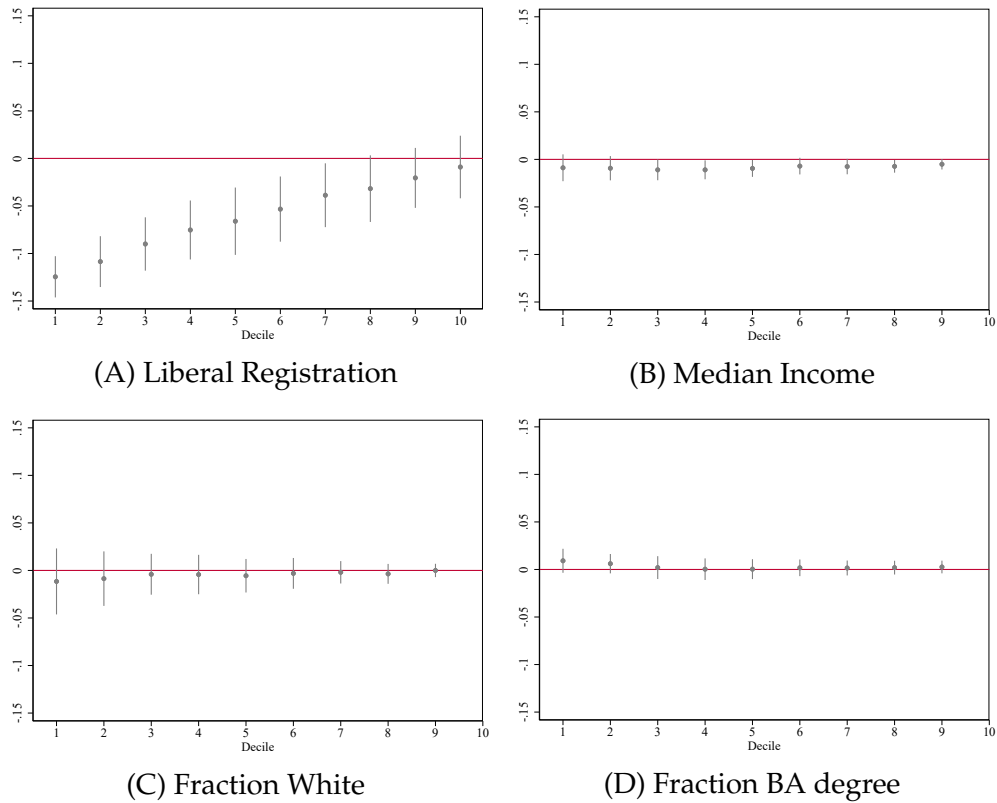 .15
.1
.05
0
-.05
-.1
-.15
1 2 3 4 5 6 7 8 9 10
Decile
(A) Liberal Registration
.15
.1
.05
0
-.05
-.1
-.15
1 2 3 4 5 6 7 8 9 10
Decile
(B) Median Income
.15
.1
.05
0
-.05
-.1
-.15
1 2 3 4 5 6 7 8 9 10
Decile
(C) Fraction White
.15
.1
.05
0
-.05
-.1
-.15
1 2 3 4 5 6 7 8 9 10
Decile
(D) Fraction BA degree